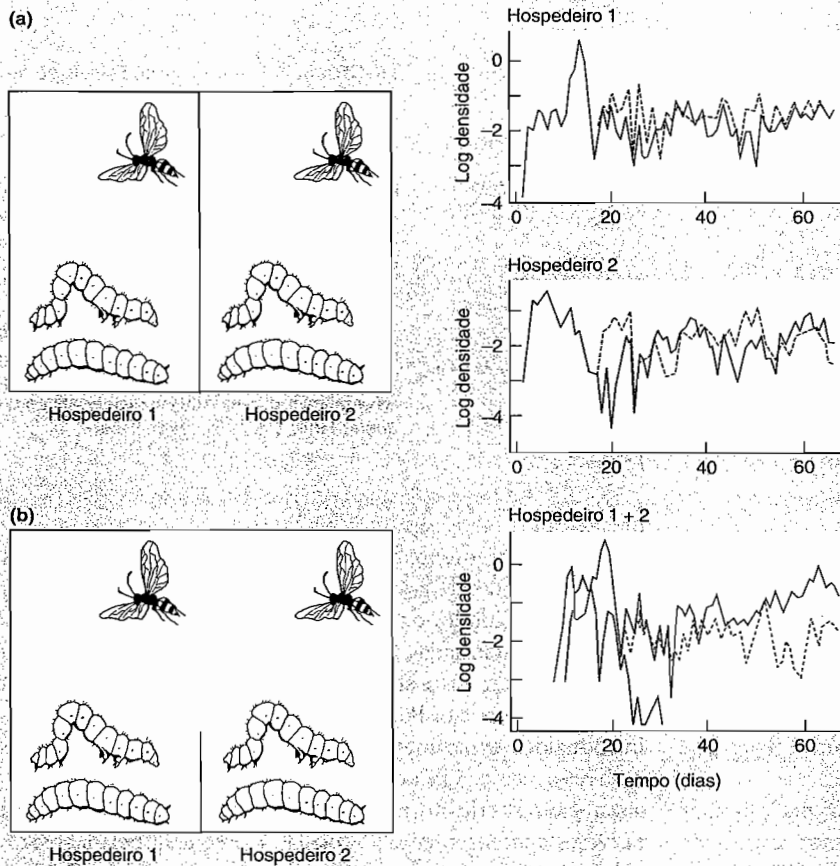 (a)
Hospedeiro 1
Hospedeiro 2
Hospedeiro 1
Log densidade
0
–2
–4
0 20 40 60
Hospedeiro 2
Log densidade
–2
–4
0 20 40 60
(b)
Hospedeiro 1
Hospedeiro 2
Hospedeiro 1 + 2
Log densidade
0
–2
–4
0 20 40 60
Tempo (dias)